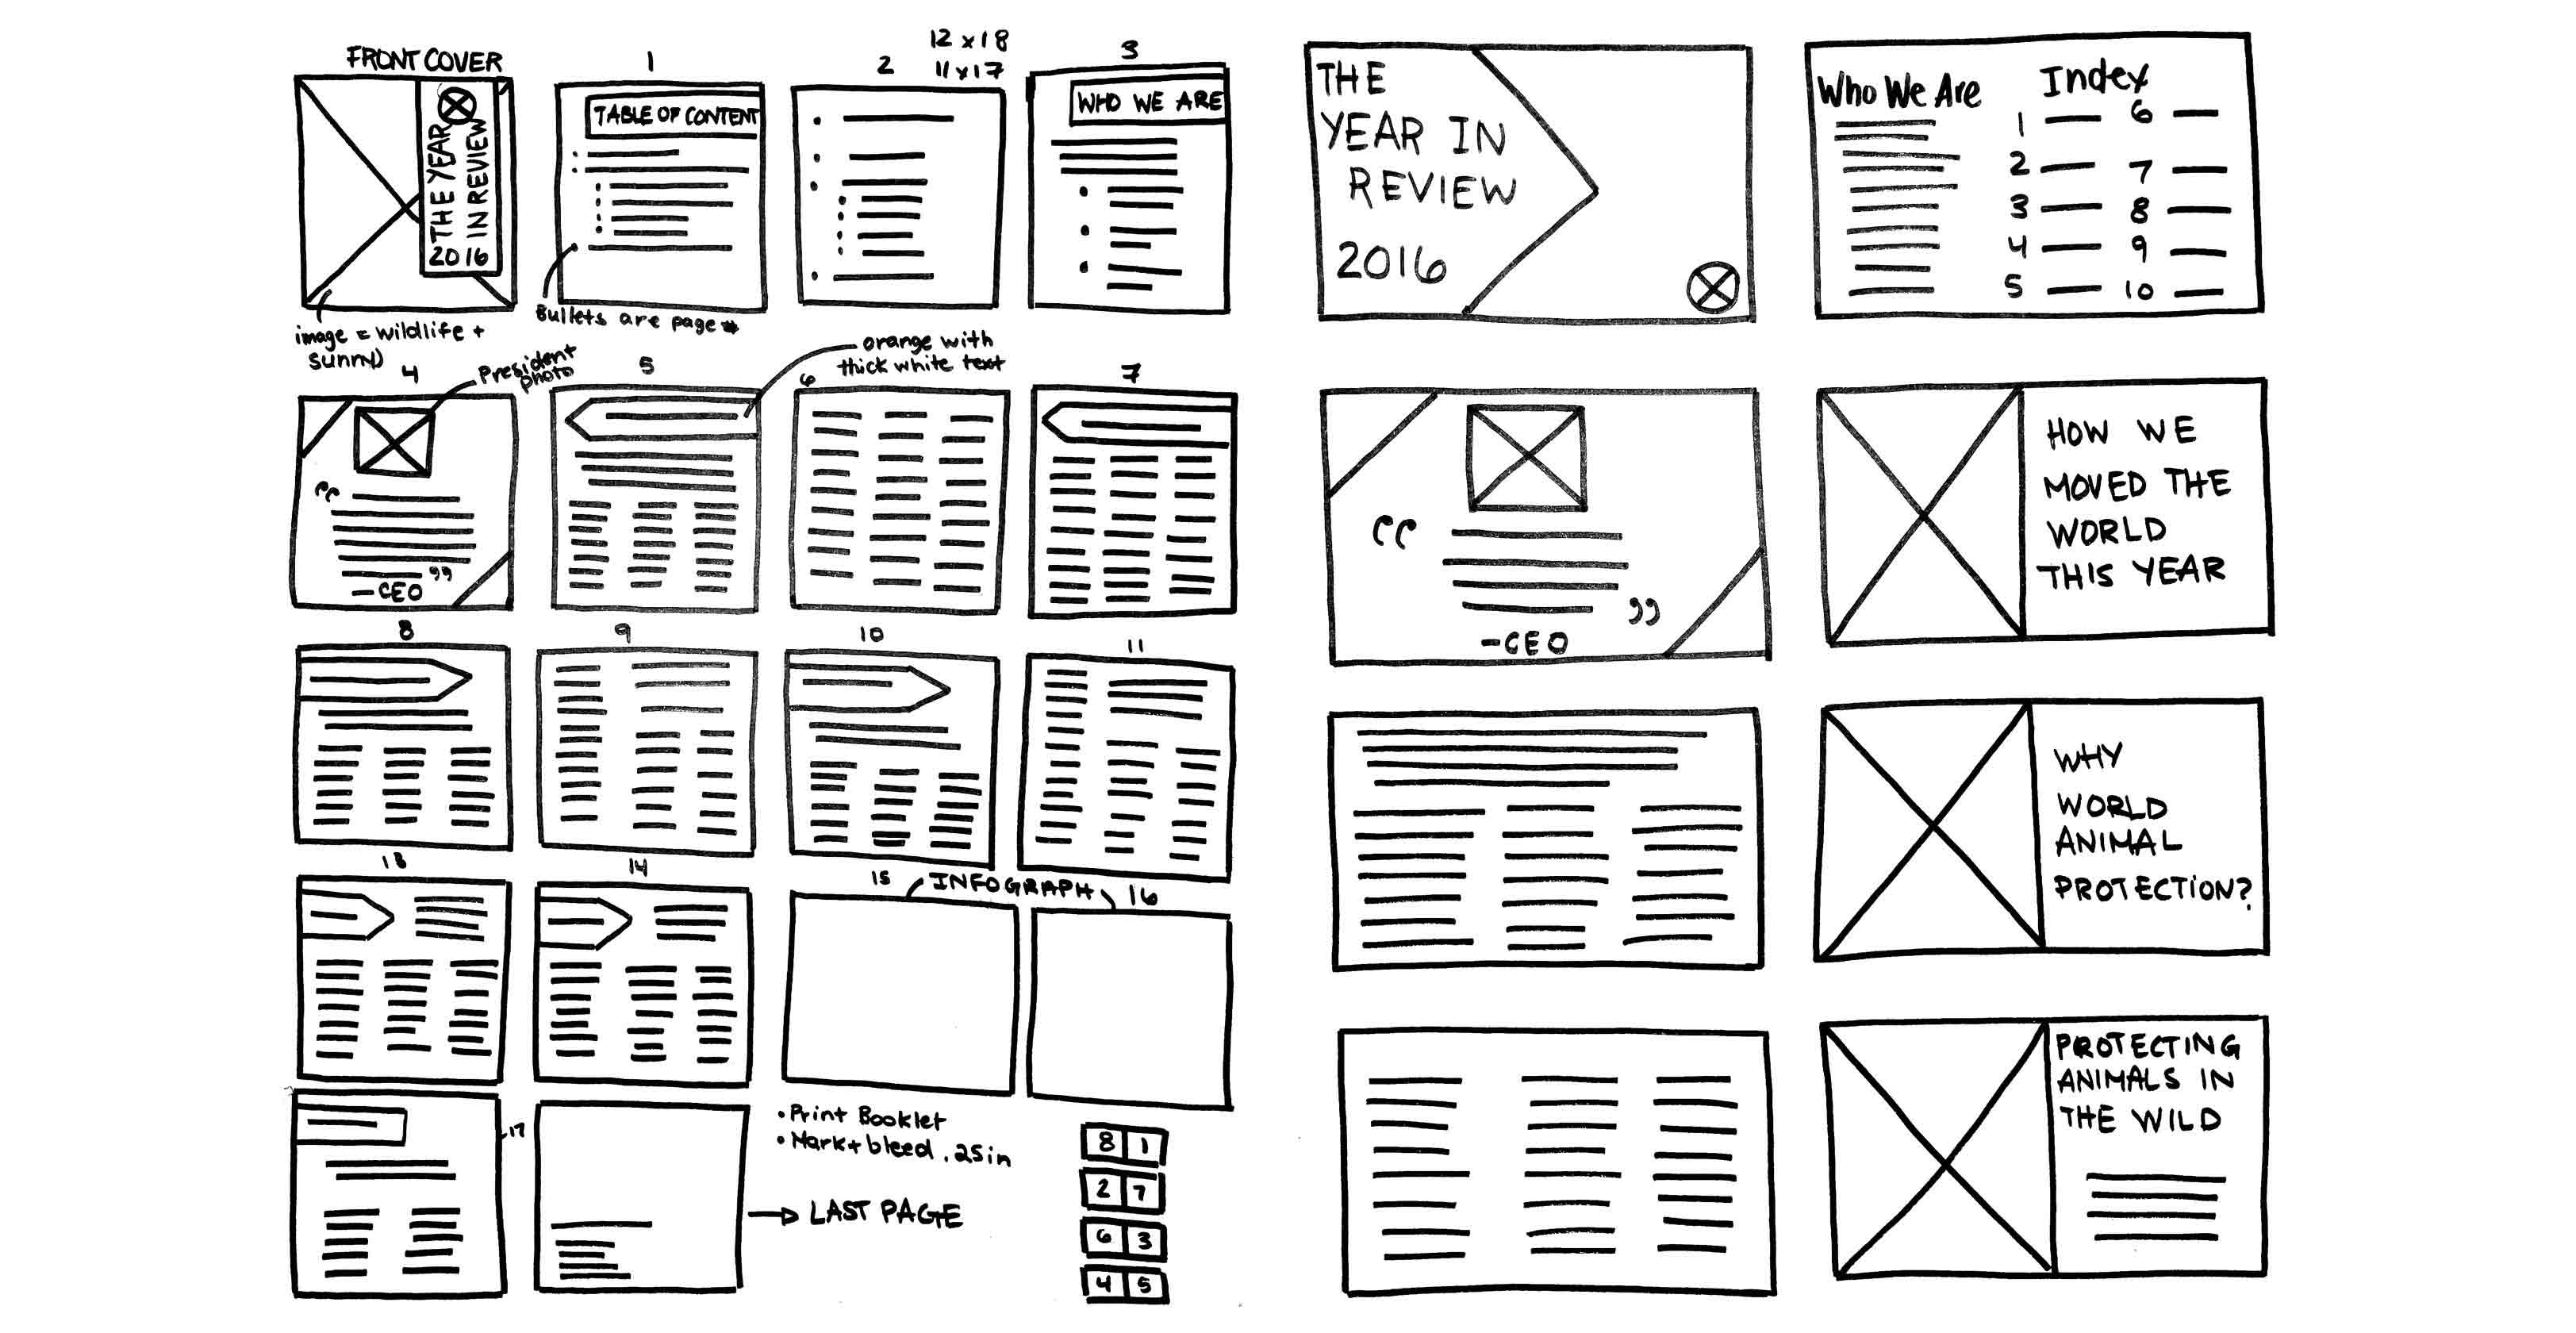 FRONT COVER
THE YEAR
IN REVIEW
2016
image = wildlife +
sunny)
1
TABLE OF CONTENT
Bullets are page #
2
12 x 18
11 x 17
3
WHO WE ARE
4
President
photo
“
”
-CEO
5
orange with
thick white text
6
7
8
9
10
11
13
14
15
INFOGRAPH
16
17
LAST PAGE
• Print Booklet
• Mark + bleed .25in
8 1
2 7
6 3
4 5
THE
YEAR IN
REVIEW
2016
Who We Are
Index
1
2
3
4
5
6
7
8
9
10
“
”
-CEO
HOW WE
MOVED THE
WORLD
THIS YEAR
WHY
WORLD
ANIMAL
PROTECTION?
PROTECTING
ANIMALS IN
THE WILD